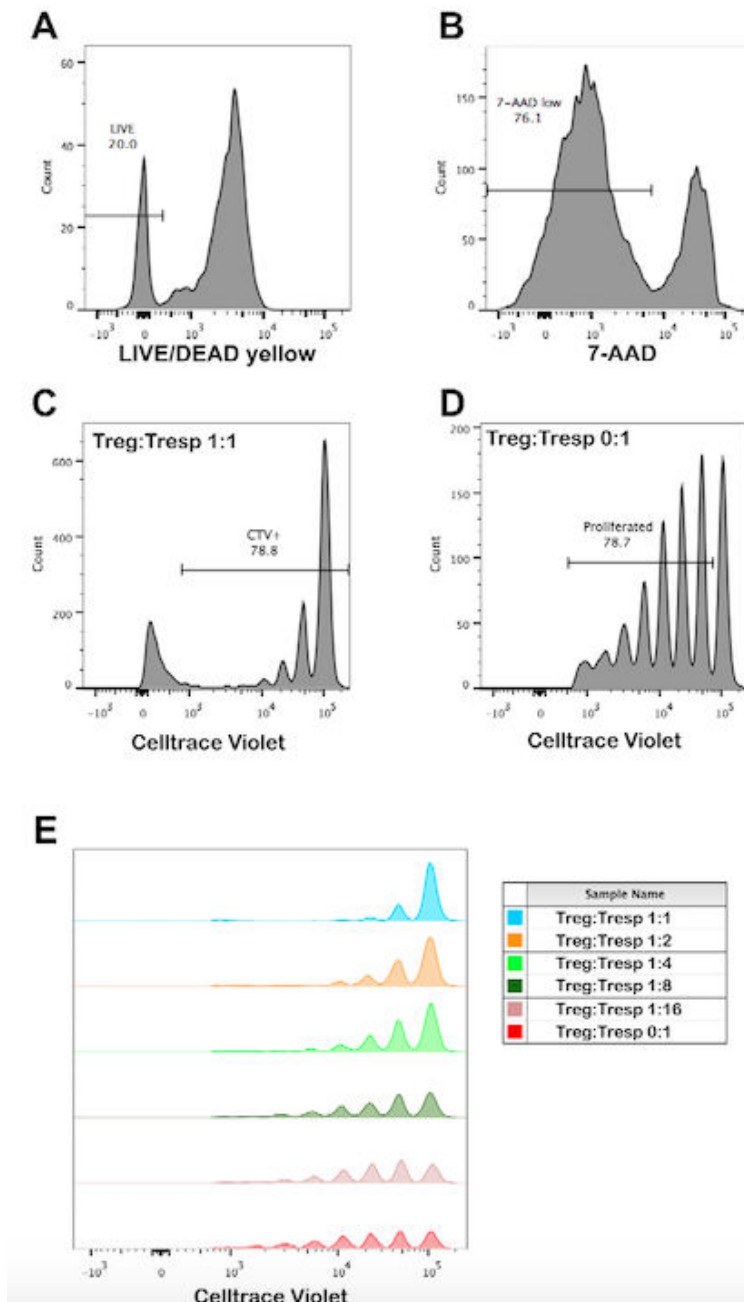 A
60
40
20
0
Count
LIVE
20.0
-10³ 0 10³ 10⁴ 10⁵
LIVE/DEAD yellow
B
150
100
50
0
Count
7-AAD low
76.1
-10³ 0 10³ 10⁴ 10⁵
7-AAD
C
Treg:Tresp 1:1
600
400
200
0
Count
CTV+
78.8
-10³ 0 10³ 10⁴ 10⁵
Celltrace Violet
D
Treg:Tresp 0:1
200
150
100
50
0
Count
Proliferated
78.7
-10³ 0 10³ 10⁴ 10⁵
Celltrace Violet
E
-10³ 0 10³ 10⁴ 10⁵
Celltrace Violet
Sample Name
Treg:Tresp 1:1
Treg:Tresp 1:2
Treg:Tresp 1:4
Treg:Tresp 1:8
Treg:Tresp 1:16
Treg:Tresp 0:1